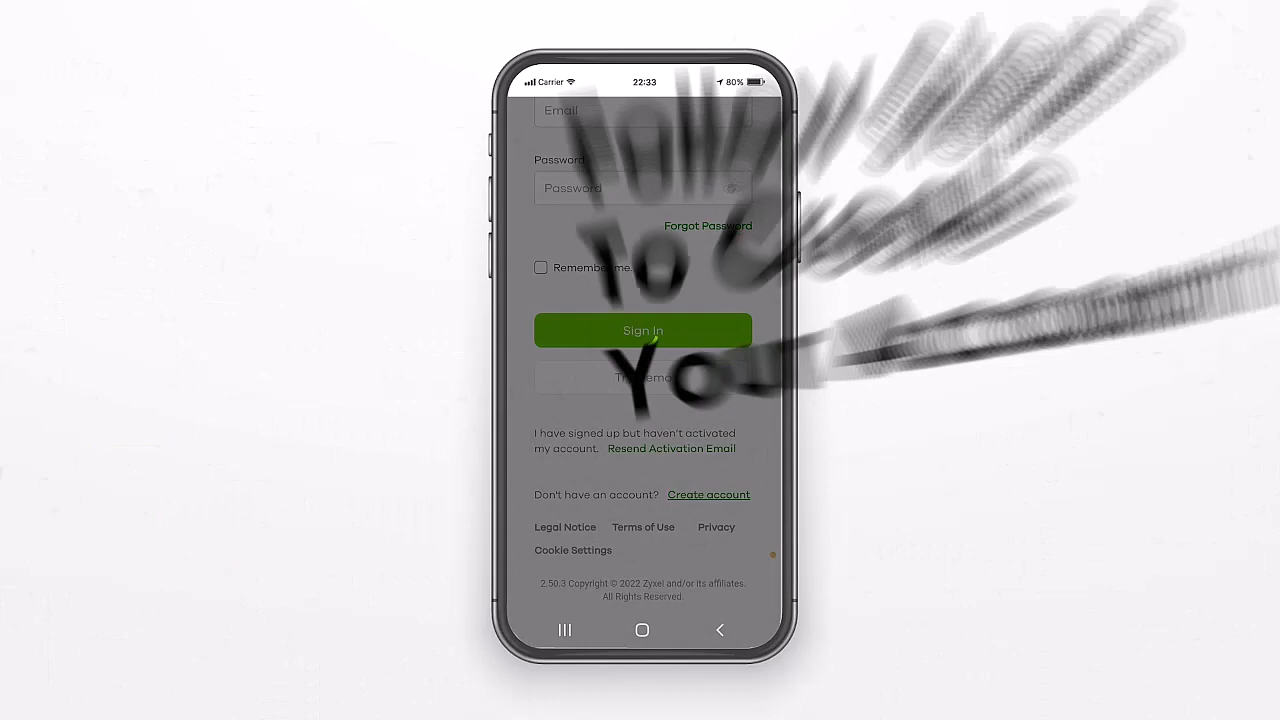 Carrier 22:33 80%
Email
Password
Password
Forgot Password
Remember me
Sign In
I have signed up but haven't activated
my account. Resend Activation Email
Don't have an account? Create account
Legal Notice Terms of Use Privacy
Cookie Settings
2.50.3 Copyright © 2022 Zyxel and/or its affiliates.
All Rights Reserved.